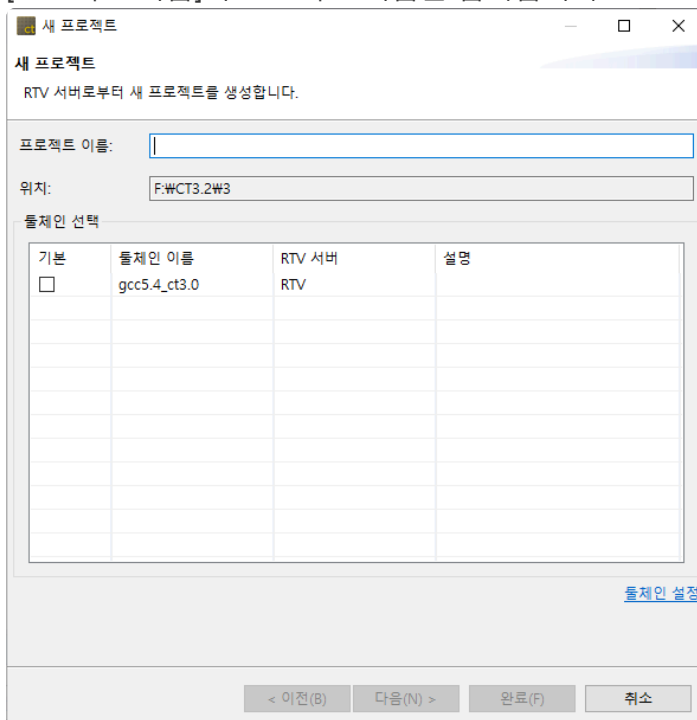 새 프로젝트
새 프로젝트
RTV 서버로부터 새 프로젝트를 생성합니다.
프로젝트 이름:
위치: F:₩CT3.2₩3
툴체인 선택
기본 툴체인 이름 RTV 서버 설명
gcc5.4_ct3.0 RTV
툴체인 설정
< 이전(B) 다음(N) > 완료(F) 취소